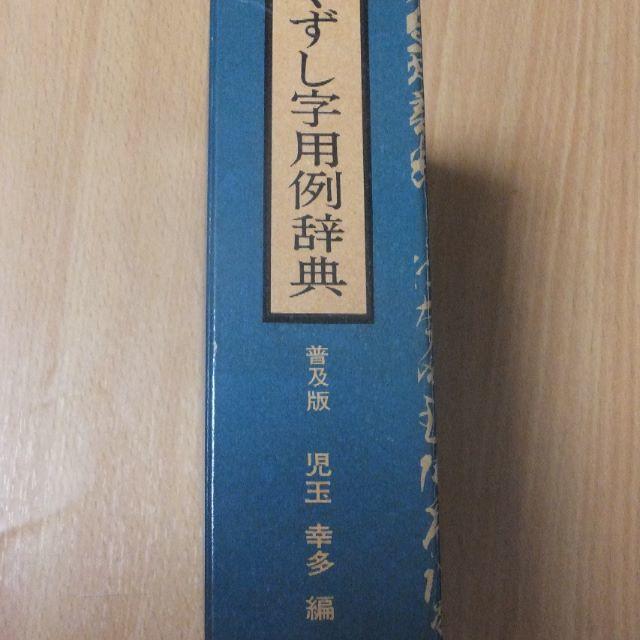 ずし字用例辞典
普及版
児玉 幸多 編